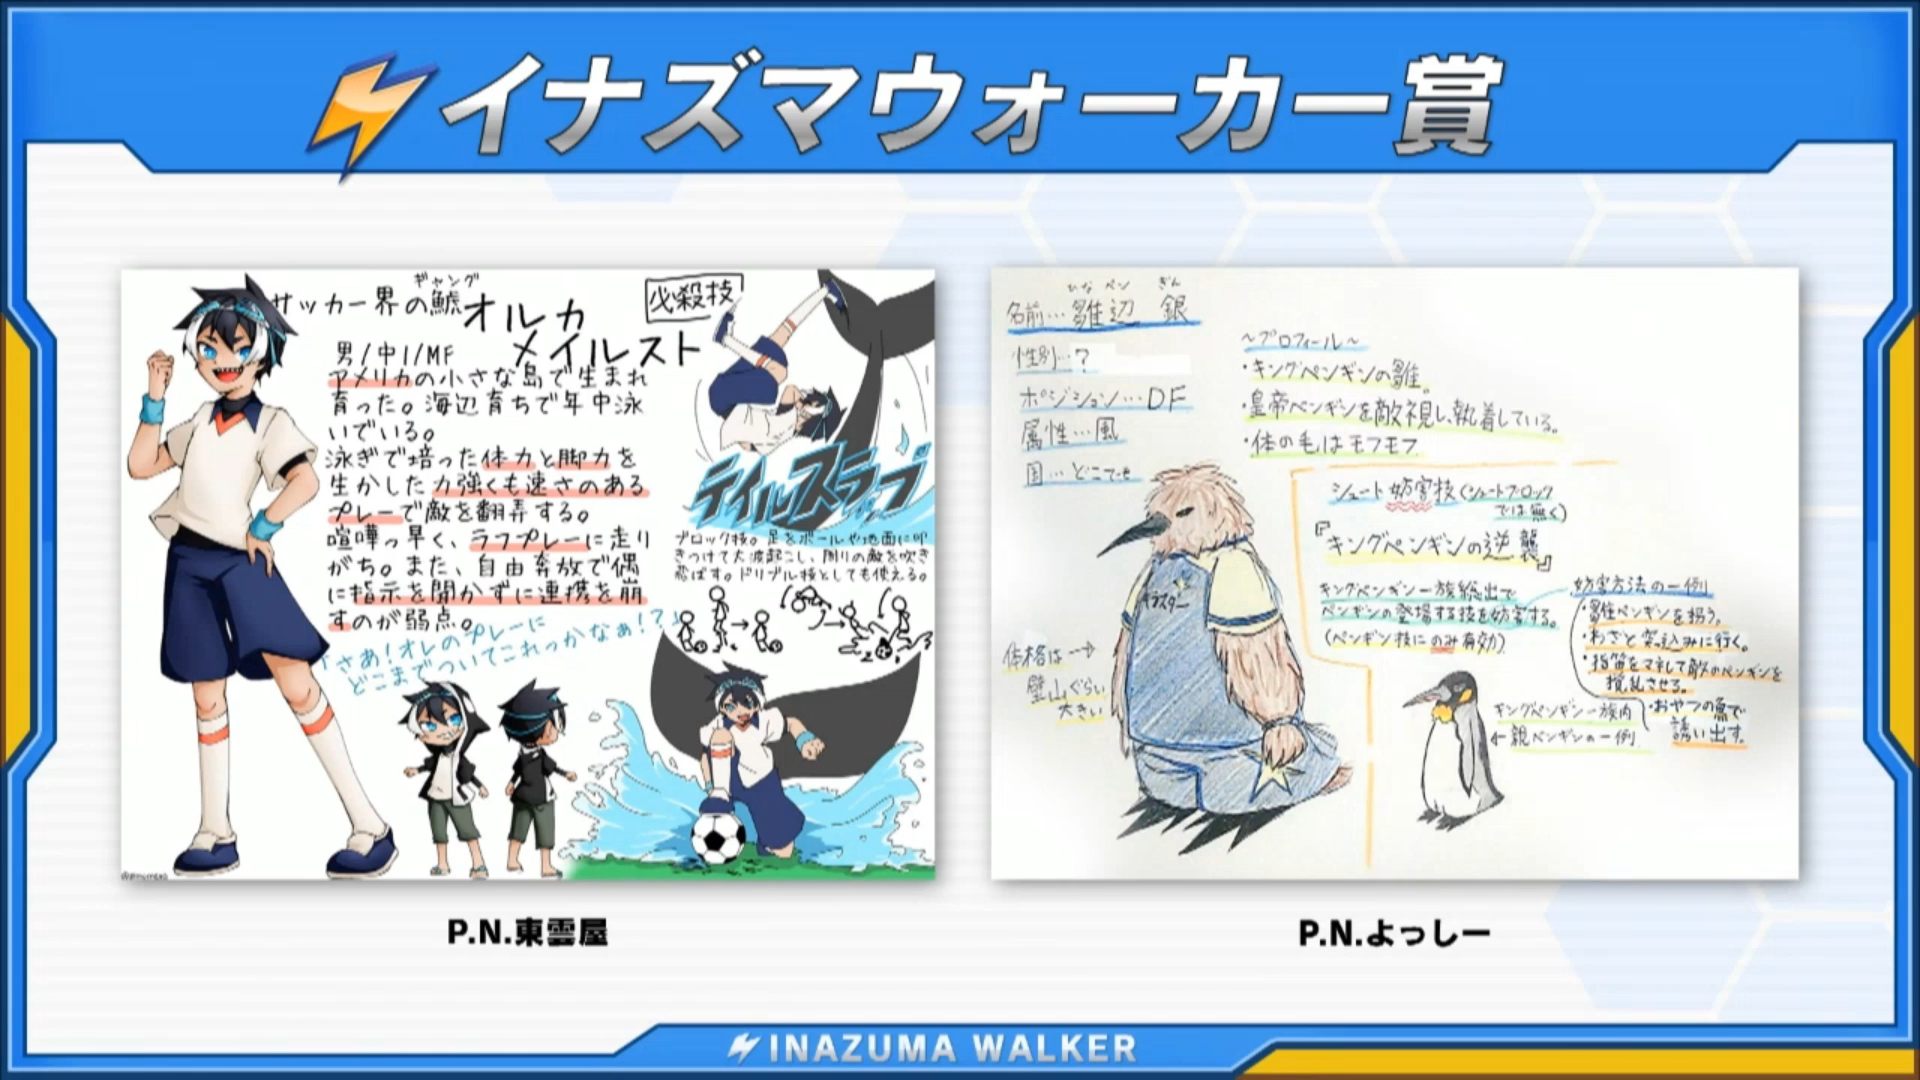 イナズマウォーカー賞
ギャング
サッカー界の鯱
オルカ
メイルスト
男/中1/MF
アメリカの小さな島で生まれ
育った。海辺育ちで年中泳
いでいる。
泳ぎで培った体力と脚力を
生かした力強くも速さのある
プレーで敵を翻弄する。
喧嘩っ早く、ラフプレーに走り
がち。また、自由奔放で偶
に指示を聞かずに連携を崩
すのが弱点。
「さあ!オレのプレーに
どこまでついてこれっかなぁ!?」
必殺技
テイルスラップ
ブロック技。足をボールや地面に叩
きつけて大波起こし、周りの敵を吹き
飛ばす。ドリブル技としても使える。
P.N.東雲屋
ひな ペン ぎん
名前…雛辺 銀
性別…?
ポジション…DF
属性…風
国…どこでも
~プロフィール~
・キングペンギンの雛。
・皇帝ペンギンを敵視し、執着している。
・体の毛はモフモフ
シュート妨害技(シュートブロック
では無く)
『キングペンギンの逆襲』
キングペンギン一族総出で
ペンギンの登場する技を妨害する。
(ペンギン技にのみ有効)
妨害方法の一例
・雛ペンギンを拐う。
・わざと突っ込みに行く。
・指笛をマネして敵のペンギンを
撹乱させる。
・おやつの魚で
誘い出す。
キングペンギン一族内
←親ペンギンの一例
体格は→
壁山ぐらい
大きい
P.N.よっしー
INAZUMA WALKER